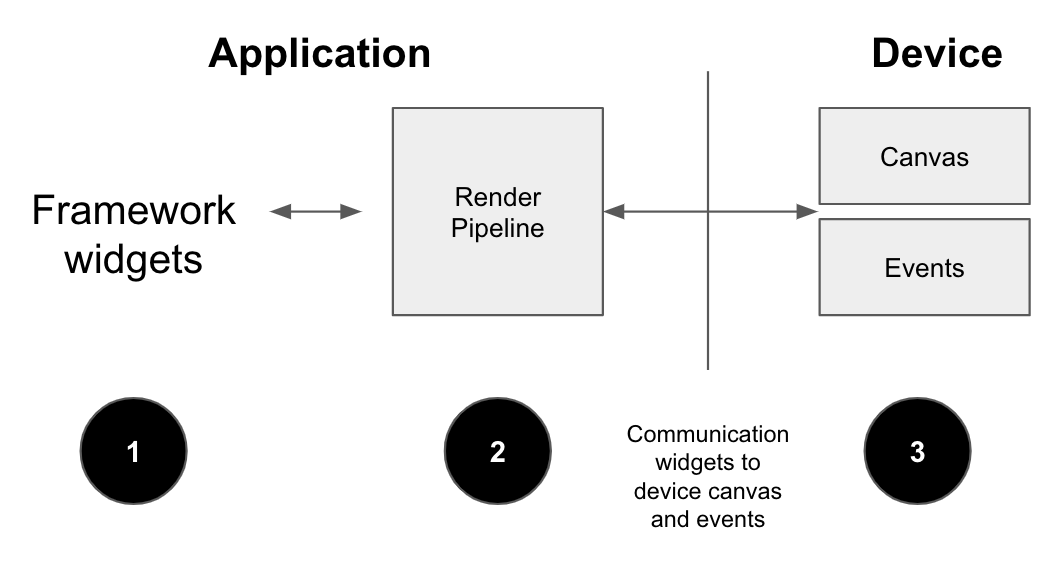 Application
Device
Framework
widgets
Render
Pipeline
Canvas
Events
1
2
Communication
widgets to
device canvas
and events
3